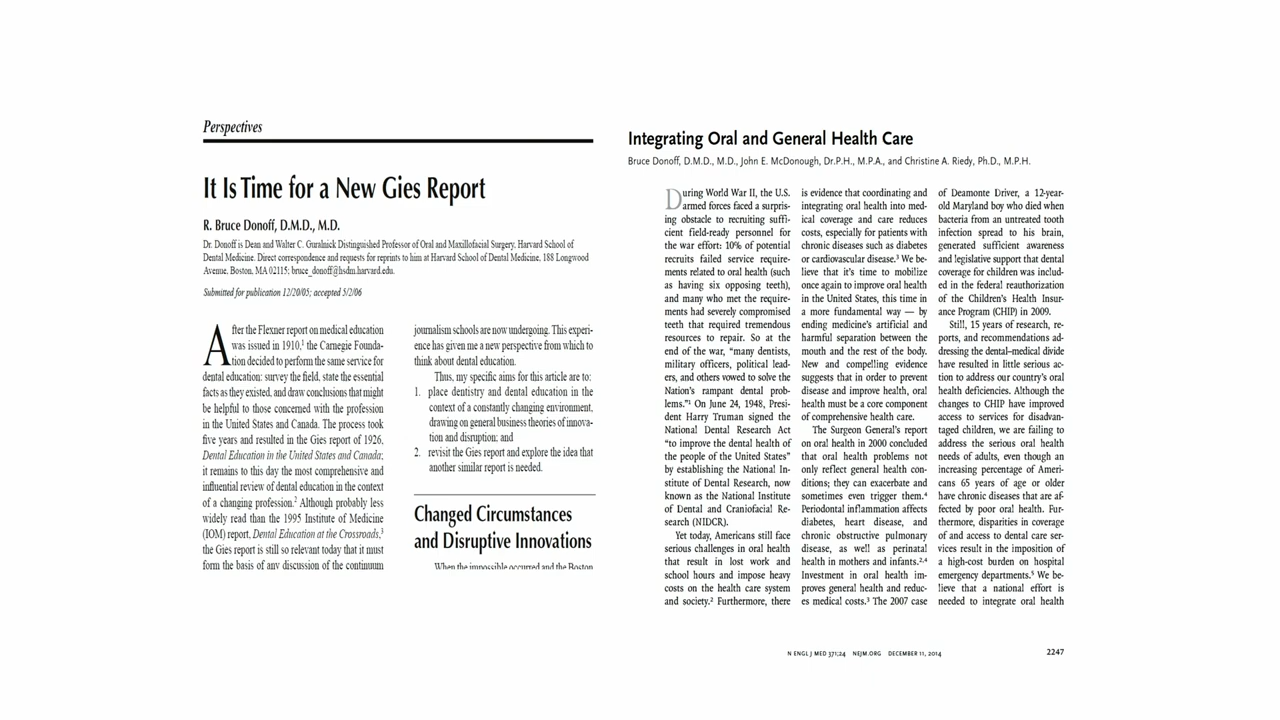 Perspectives
It Is Time for a New Gies Report
R. Bruce Donoff, D.M.D., M.D.
Dr. Donoff is Dean and Walter C. Guralnick Distinguished Professor of Oral and Maxillofacial Surgery, Harvard School of
Dental Medicine. Direct correspondence and requests for reprints to him at Harvard School of Dental Medicine, 188 Longwood
Avenue, Boston, MA 02115; bruce_donoff@hsdm.harvard.edu.
Submitted for publication 12/20/05; accepted 5/2/06
After the Flexner report on medical education
was issued in 1910,1 the Carnegie Founda-
tion decided to perform the same service for
dental education: survey the field, state the essential
facts as they existed, and draw conclusions that might
be helpful to those concerned with the profession
in the United States and Canada. The process took
five years and resulted in the Gies report of 1926,
Dental Education in the United States and Canada;
it remains to this day the most comprehensive and
influential review of dental education in the context
of a changing profession.2 Although probably less
widely read than the 1995 Institute of Medicine
(IOM) report, Dental Education at the Crossroads,3
the Gies report is still so relevant today that it must
form the basis of any discussion of the continuum
journalism schools are now undergoing. This experi-
ence has given me a new perspective from which to
think about dental education.
Thus, my specific aims for this article are to:
1. place dentistry and dental education in the
context of a constantly changing environment,
drawing on general business theories of innova-
tion and disruption; and
2. revisit the Gies report and explore the idea that
another similar report is needed.
Changed Circumstances
and Disruptive Innovations
When the impossible occurred and the Boston
Integrating Oral and General Health Care
Bruce Donoff, D.M.D., M.D., John E. McDonough, Dr.P.H., M.P.A., and Christine A. Riedy, Ph.D., M.P.H.
During World War II, the U.S.
armed forces faced a surpris-
ing obstacle to recruiting suffi-
cient field-ready personnel for
the war effort: 10% of potential
recruits failed service require-
ments related to oral health (such
as having six opposing teeth),
and many who met the require-
ments had severely compromised
teeth that required tremendous
resources to repair. So at the
end of the war, “many dentists,
military officers, political lead-
ers, and others vowed to solve the
Nation's rampant dental prob-
lems.”1 On June 24, 1948, Presi-
dent Harry Truman signed the
National Dental Research Act
“to improve the dental health of
the people of the United States”
by establishing the National In-
stitute of Dental Research, now
known as the National Institute
of Dental and Craniofacial Re-
search (NIDCR).
Yet today, Americans still face
serious challenges in oral health
that result in lost work and
school hours and impose heavy
costs on the health care system
and society.2 Furthermore, there
is evidence that coordinating and
integrating oral health into med-
ical coverage and care reduces
costs, especially for patients with
chronic diseases such as diabetes
or cardiovascular disease.3 We be-
lieve that it's time to mobilize
once again to improve oral health
in the United States, this time in
a more fundamental way — by
ending medicine's artificial and
harmful separation between the
mouth and the rest of the body.
New and compelling evidence
suggests that in order to prevent
disease and improve health, oral
health must be a core component
of comprehensive health care.
The Surgeon General's report
on oral health in 2000 concluded
that oral health problems not
only reflect general health con-
ditions; they can exacerbate and
sometimes even trigger them.4
Periodontal inflammation affects
diabetes, heart disease, and
chronic obstructive pulmonary
disease, as well as perinatal
health in mothers and infants.2,4
Investment in oral health im-
proves general health and reduc-
es medical costs.3 The 2007 case
of Deamonte Driver, a 12-year-
old Maryland boy who died when
bacteria from an untreated tooth
infection spread to his brain,
generated sufficient awareness
and legislative support that dental
coverage for children was includ-
ed in the federal reauthorization
of the Children's Health Insur-
ance Program (CHIP) in 2009.
Still, 15 years of research, re-
ports, and recommendations ad-
dressing the dental–medical divide
have resulted in little serious ac-
tion to address our country's oral
health deficiencies. Although the
changes to CHIP have improved
access to services for disadvan-
taged children, we are failing to
address the serious oral health
needs of adults, even though an
increasing percentage of Ameri-
cans 65 years of age or older
have chronic diseases that are af-
fected by poor oral health. Fur-
thermore, disparities in coverage
of and access to dental care ser-
vices result in the imposition of
a high-cost burden on hospital
emergency departments.5 We be-
lieve that a national effort is
needed to integrate oral health
N ENGL J MED 371;24 NEJM.ORG DECEMBER 11, 2014
2247